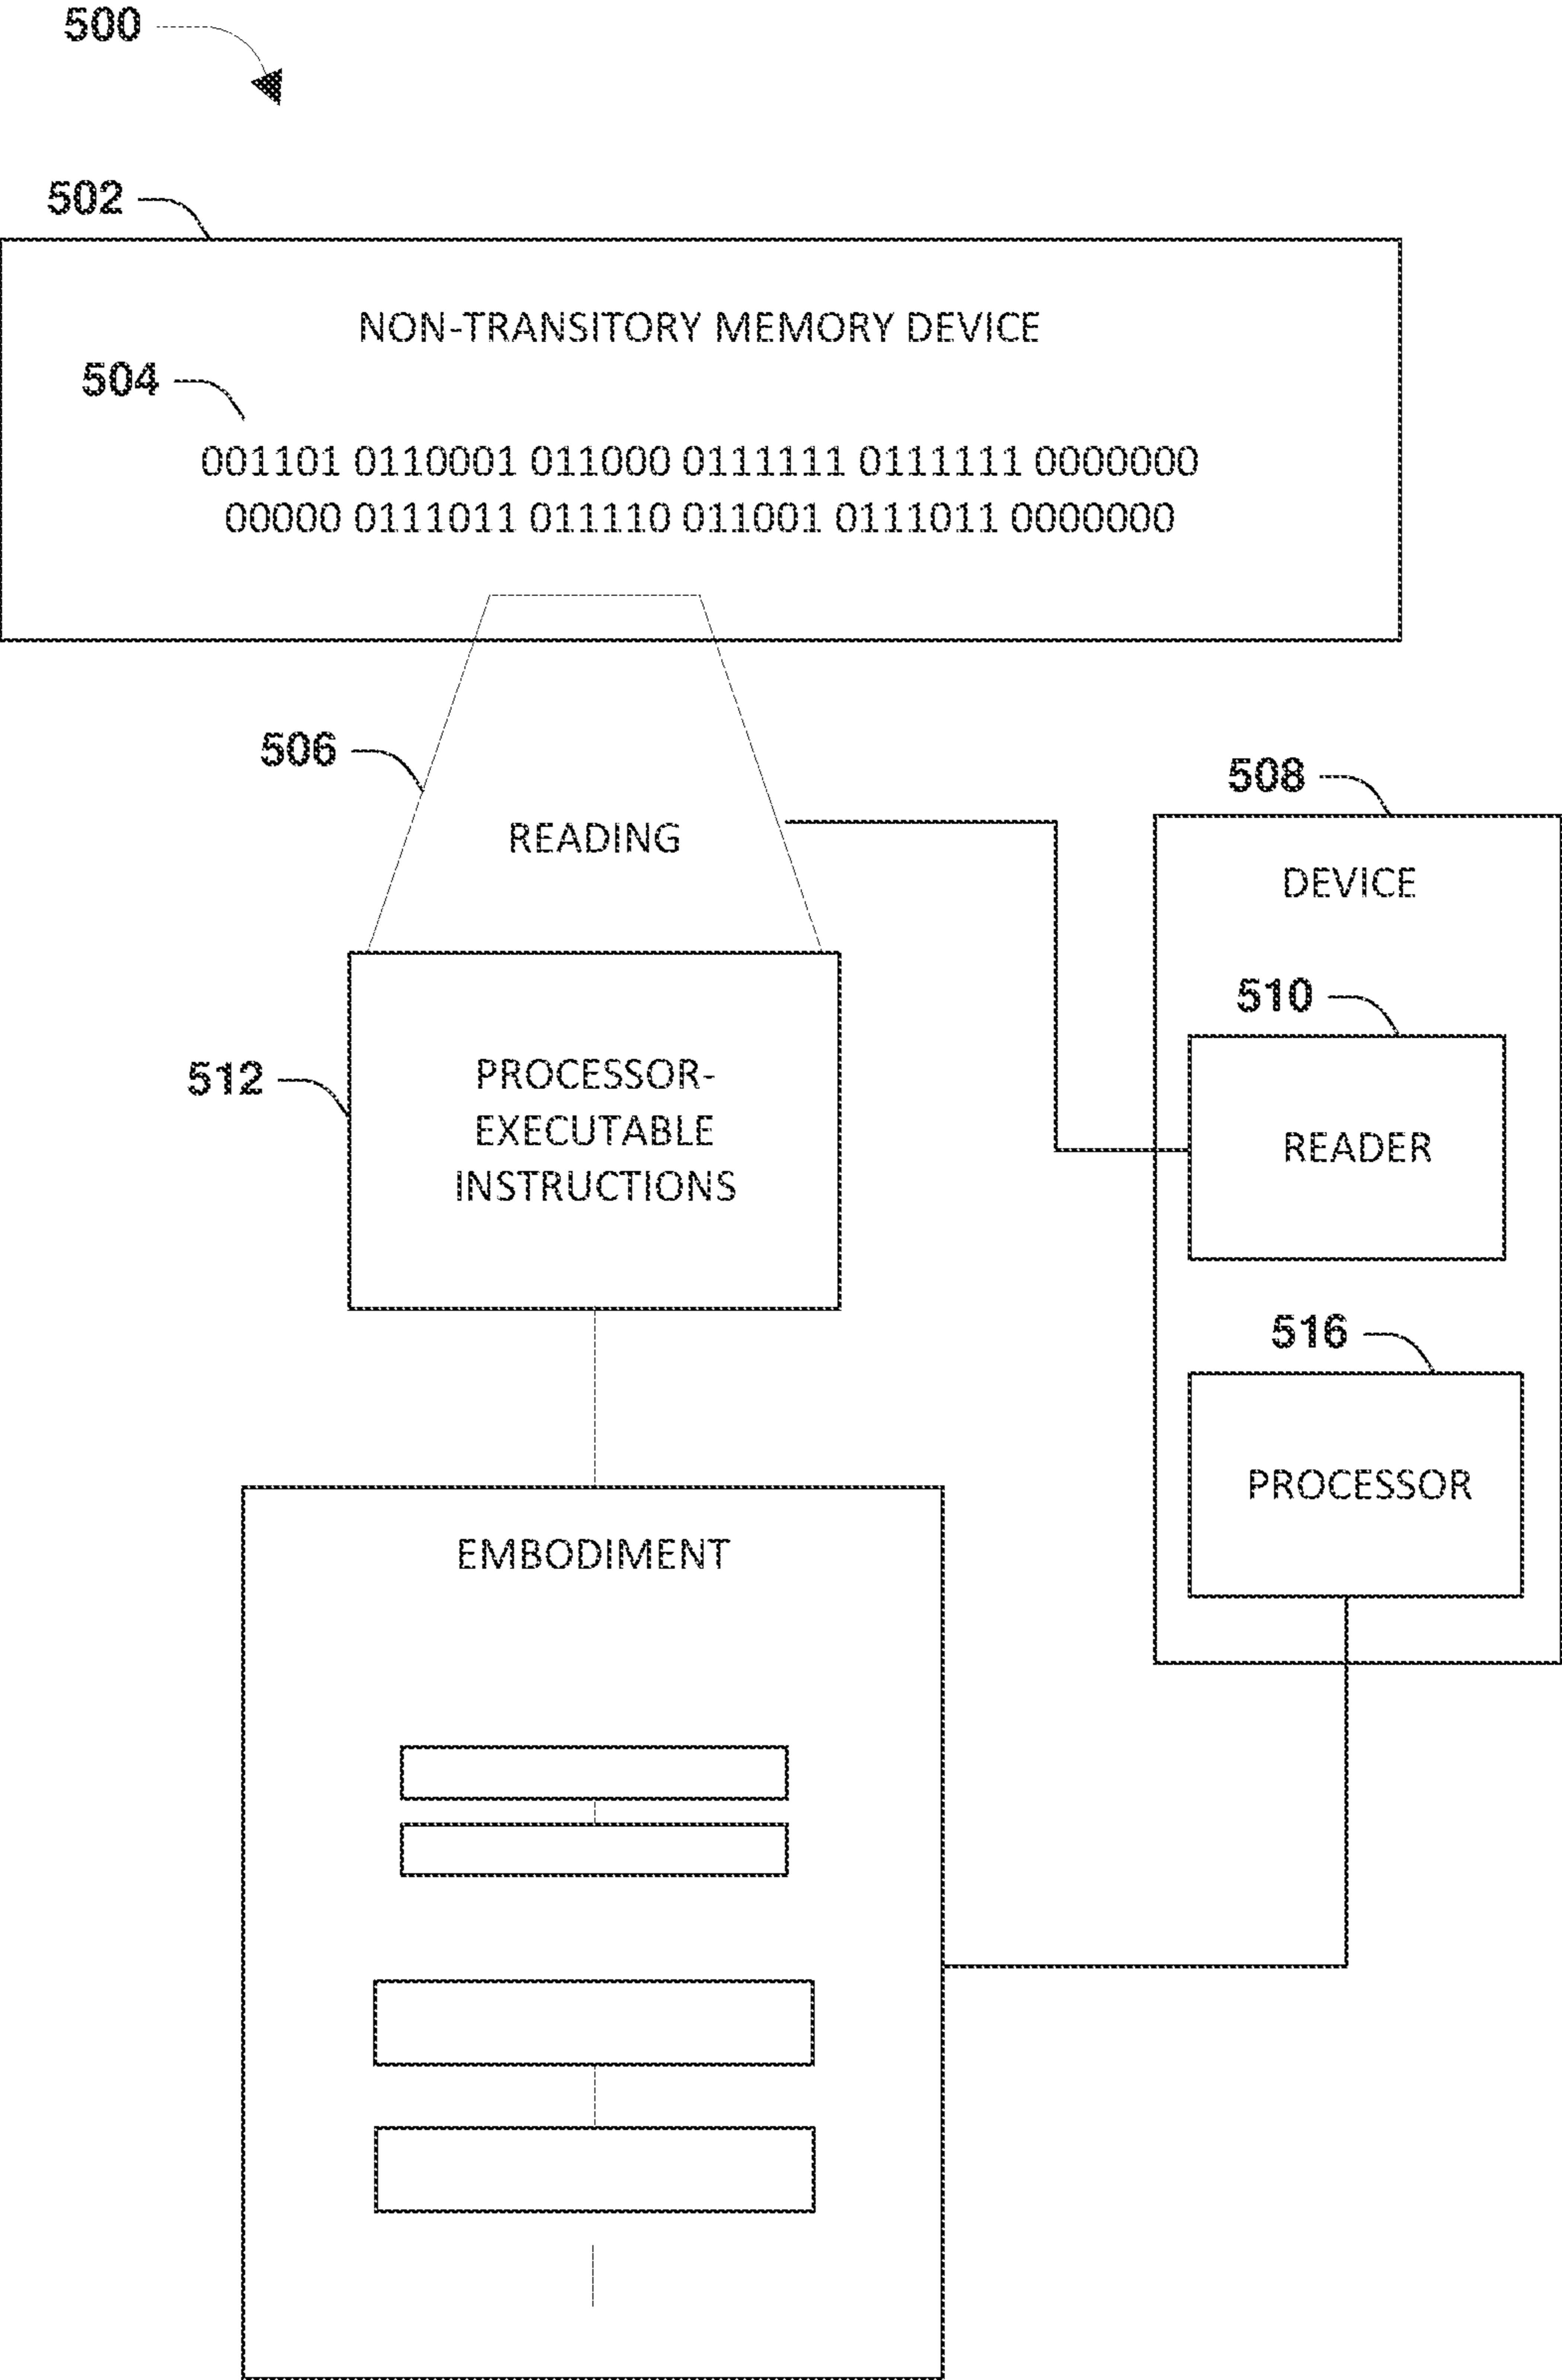 500
502
NON-TRANSITORY MEMORY DEVICE
504
001101 0110001 011000 0111111 0111111 0000000
00000 0111011 011110 011001 0111011 0000000
506
READING
508
DEVICE
510
READER
512
PROCESSOR-
EXECUTABLE
INSTRUCTIONS
516
PROCESSOR
EMBODIMENT